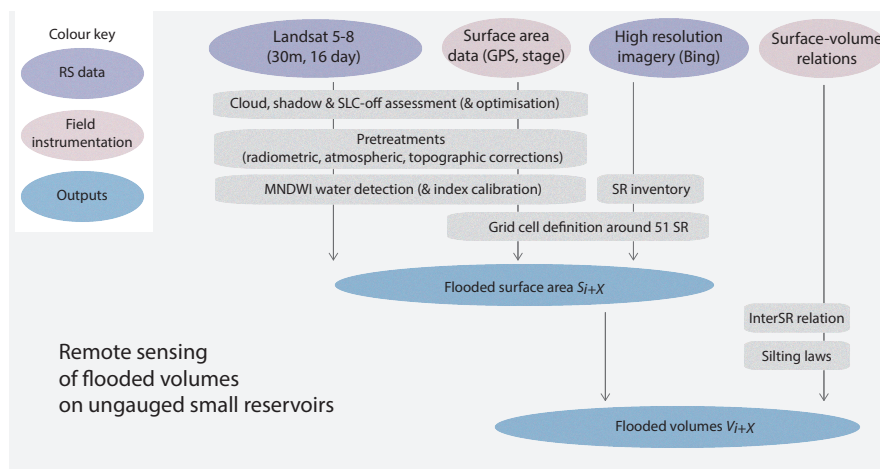 Colour key
RS data
Field
instrumentation
Outputs
Landsat 5-8
(30m, 16 day)
Surface area
data (GPS, stage)
High resolution
imagery (Bing)
Surface-volume
relations
Cloud, shadow & SLC-off assessment (& optimisation)
Pretreatments
(radiometric, atmospheric, topographic corrections)
MNDWI water detection (& index calibration)
SR inventory
Grid cell definition around 51 SR
Flooded surface area Si+X
InterSR relation
Silting laws
Remote sensing
of flooded volumes
on ungauged small reservoirs
Flooded volumes Vi+X